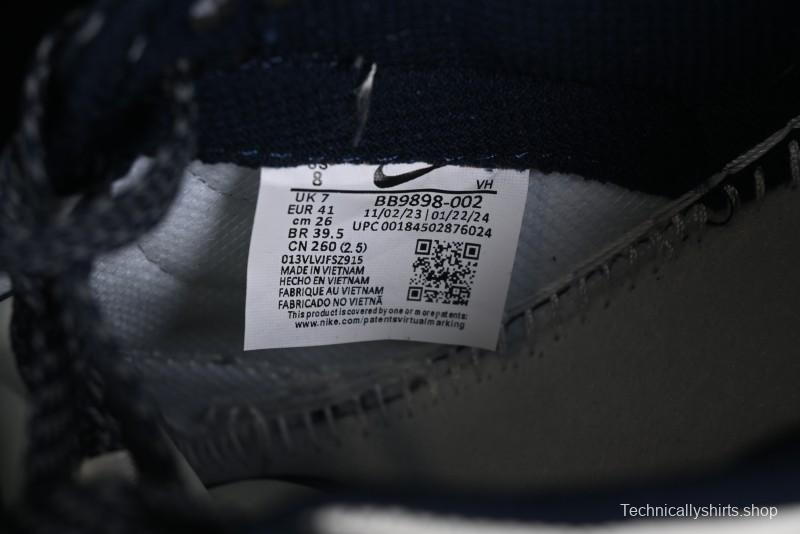 US
8
VH
UK 7
EUR 41
cm 26
BR 39.5
CN 260 (2.5)
BB9898-002
11/02/23 | 01/22/24
UPC 00184502876024
013VLVJFSZ915
MADE IN VIETNAM
HECHO EN VIETNAM
FABRIQUE AU VIETNAM
FABRICADO NO VIETNÃ
This product is covered by one or more patents:
www.nike.com/patentsvirtualmarking
Technicallyshirts.shop